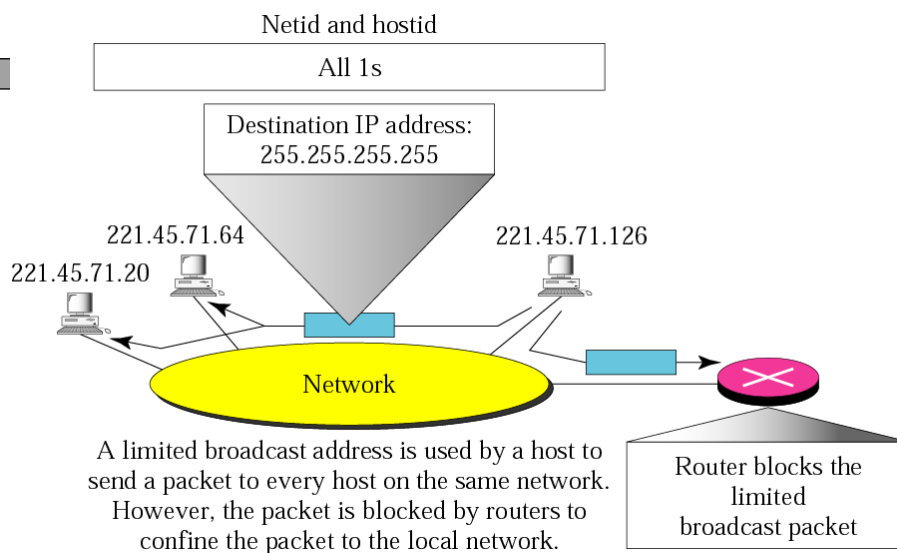 Netid and hostid
All 1s
Destination IP address:
255.255.255.255
221.45.71.64
221.45.71.126
221.45.71.20
Network
A limited broadcast address is used by a host to
send a packet to every host on the same network.
However, the packet is blocked by routers to
confine the packet to the local network.
Router blocks the
limited
broadcast packet